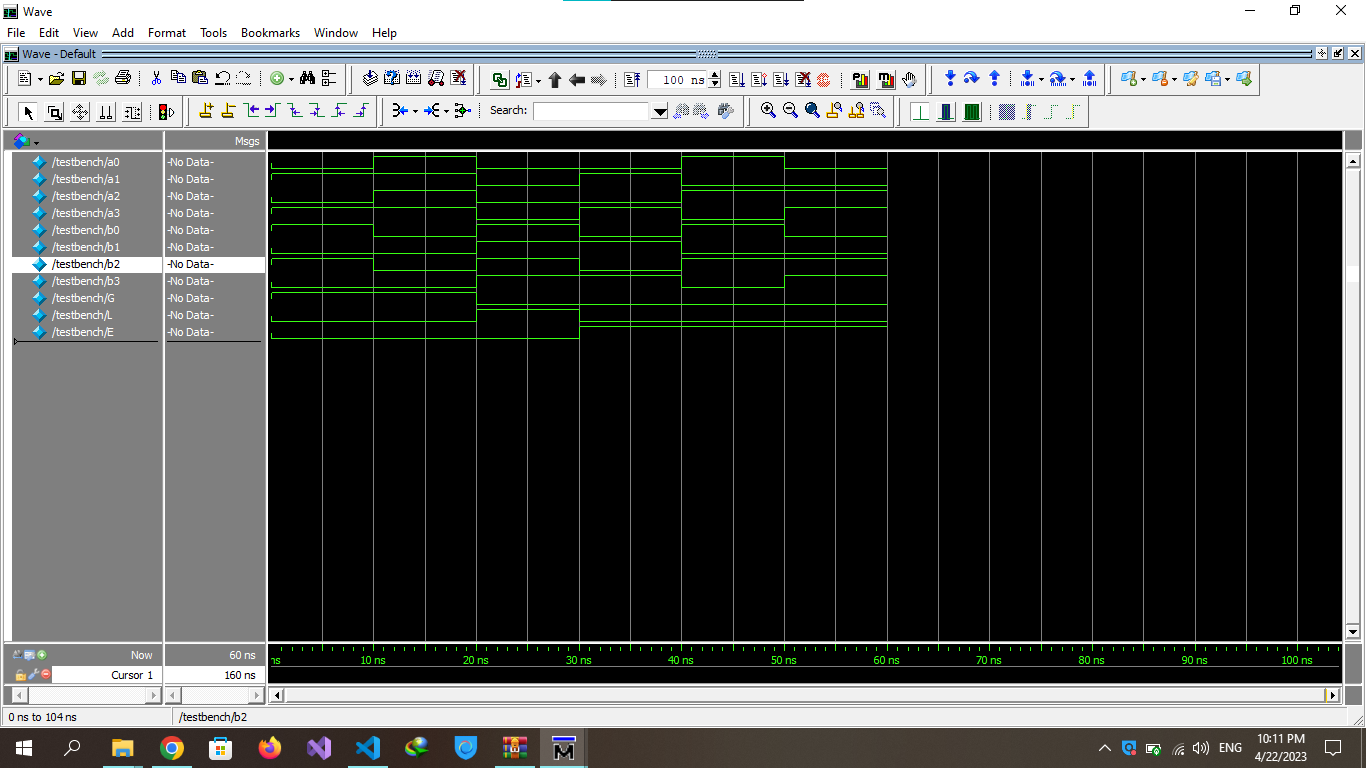 Wave
File Edit View Add Format Tools Bookmarks Window Help
Wave - Default
100 ns
Search:
Msgs
/testbench/a0 -No Data-
/testbench/a1 -No Data-
/testbench/a2 -No Data-
/testbench/a3 -No Data-
/testbench/b0 -No Data-
/testbench/b1 -No Data-
/testbench/b2 -No Data-
/testbench/b3 -No Data-
/testbench/G -No Data-
/testbench/L -No Data-
/testbench/E -No Data-
Now 60 ns
ns 10 ns 20 ns 30 ns 40 ns 50 ns 60 ns 70 ns 80 ns 90 ns 100 ns
Cursor 1 160 ns
0 ns to 104 ns /testbench/b2
ENG
10:11 PM
4/22/2023